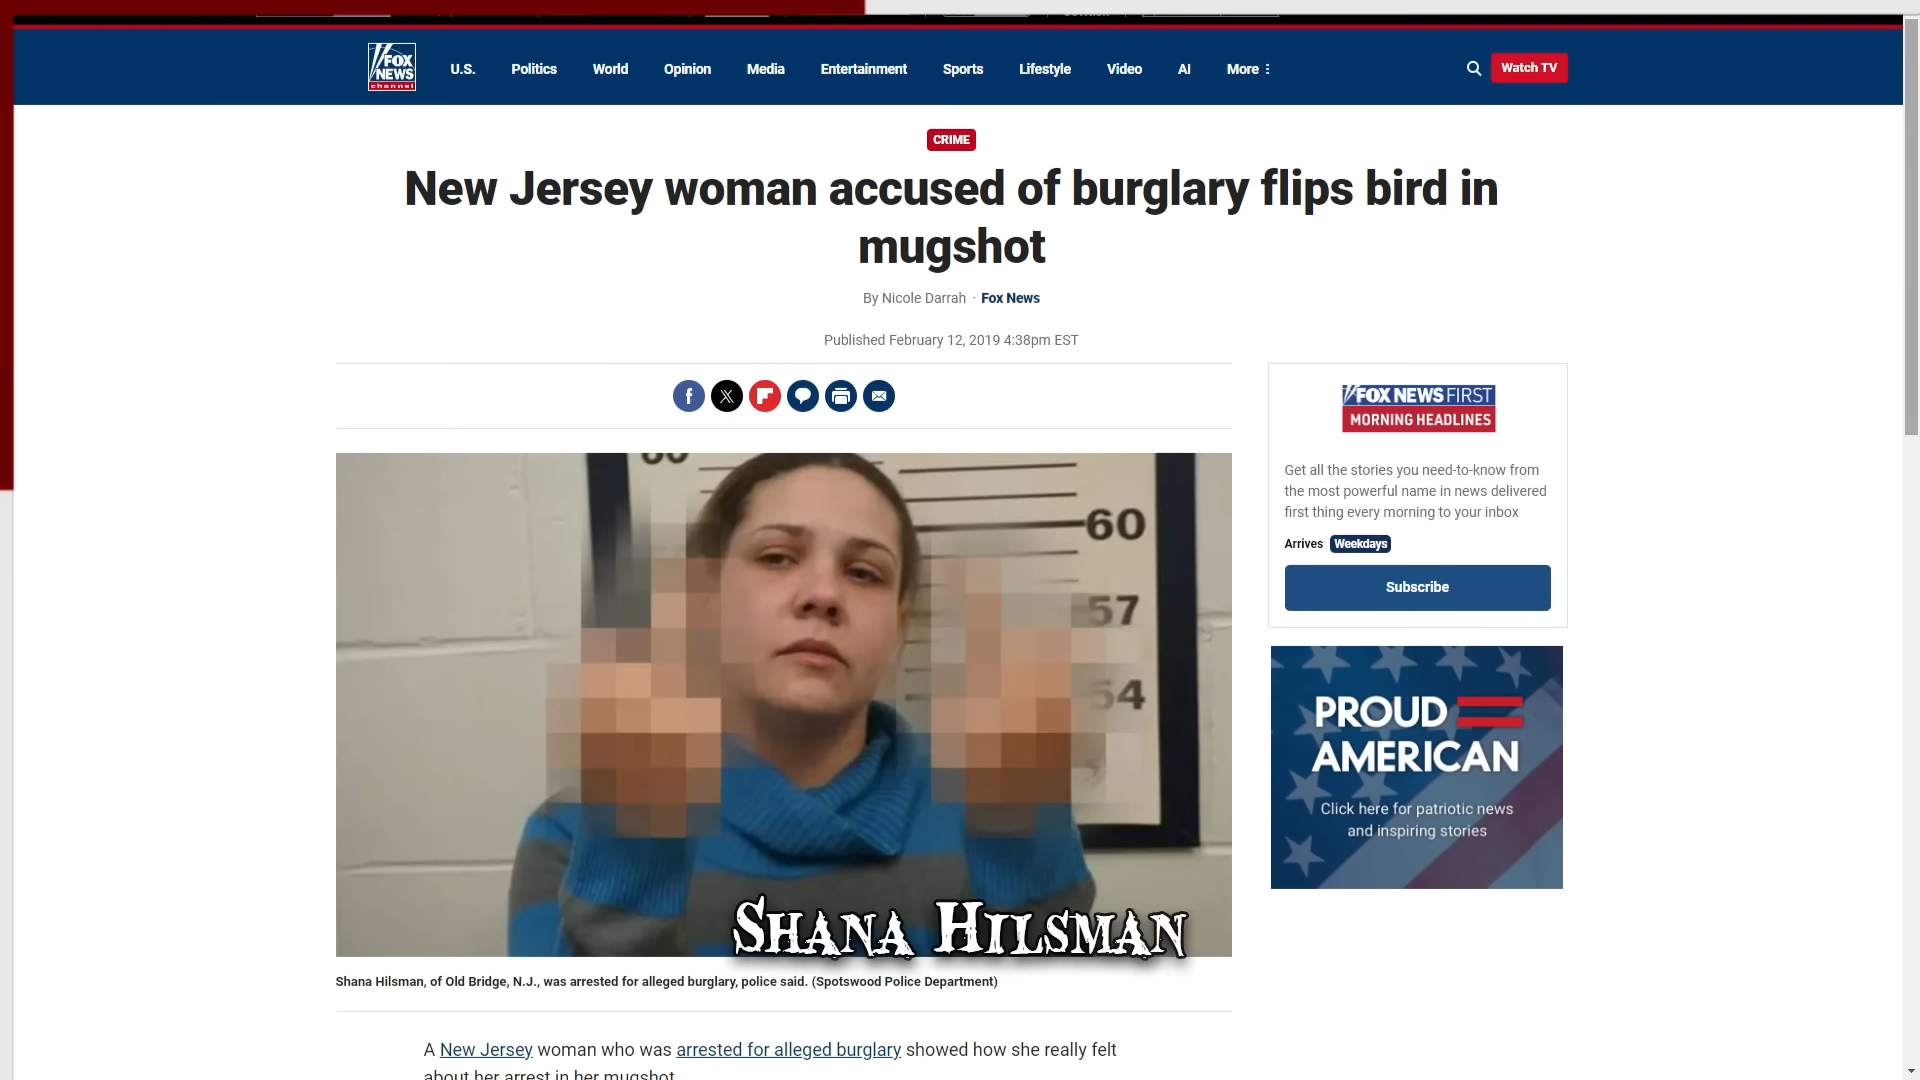 FOX
NEWS
channel
U.S.
Politics
World
Opinion
Media
Entertainment
Sports
Lifestyle
Video
AI
More
Watch TV
CRIME
New Jersey woman accused of burglary flips bird in
mugshot
By Nicole Darrah · Fox News
Published February 12, 2019 4:38pm EST
FOX NEWS FIRST
MORNING HEADLINES
Get all the stories you need-to-know from
the most powerful name in news delivered
first thing every morning to your inbox
Arrives Weekdays
Subscribe
60
57
54
PROUD
AMERICAN
Click here for patriotic news
and inspiring stories
SHANA HILSMAN
Shana Hilsman, of Old Bridge, N.J., was arrested for alleged burglary, police said. (Spotswood Police Department)
A New Jersey woman who was arrested for alleged burglary showed how she really felt
about her arrest in her mugshot.